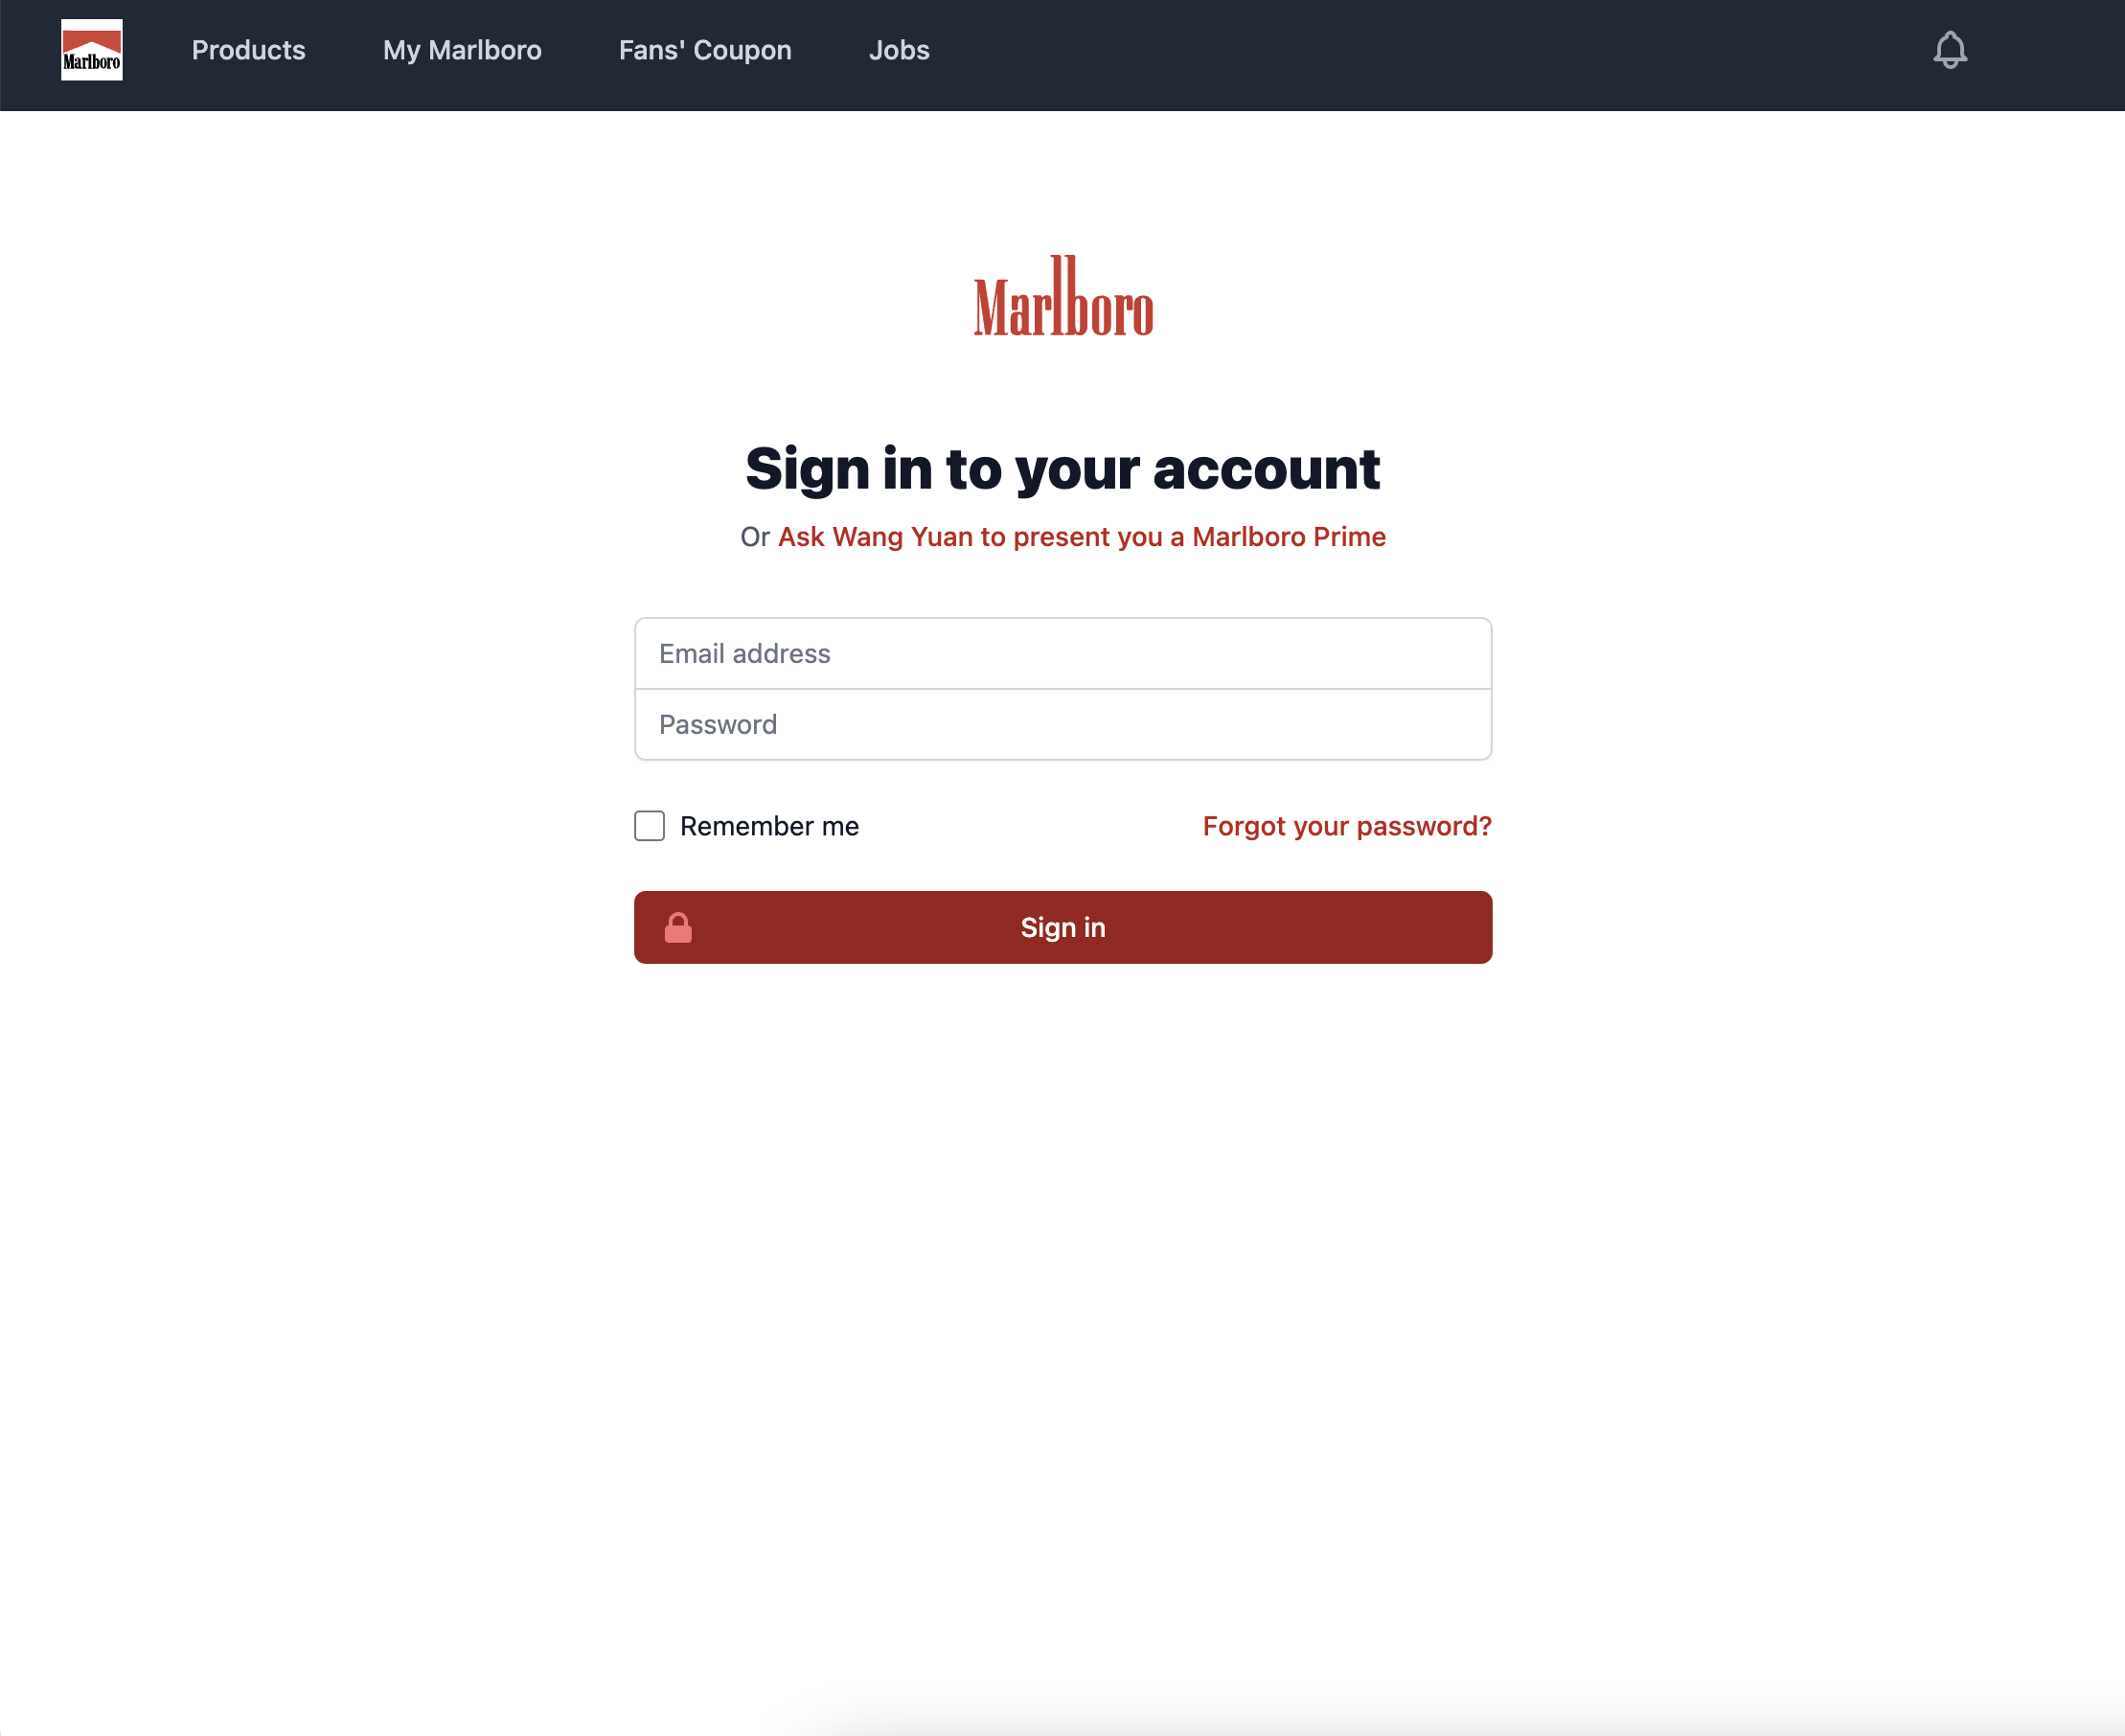 Marlboro
Products
My Marlboro
Fans' Coupon
Jobs
Marlboro
Sign in to your account
Or Ask Wang Yuan to present you a Marlboro Prime
Email address
Password
Remember me
Forgot your password?
Sign in